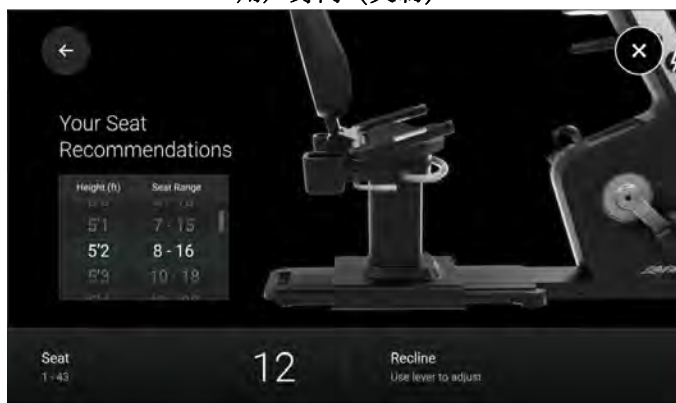 Your Seat
Recommendations
Height (ft) Seat Range
5'1 7 - 15
5'2 8 - 16
5'3 10 - 18
Seat
1 - 43
12
Recline
Use lever to adjust